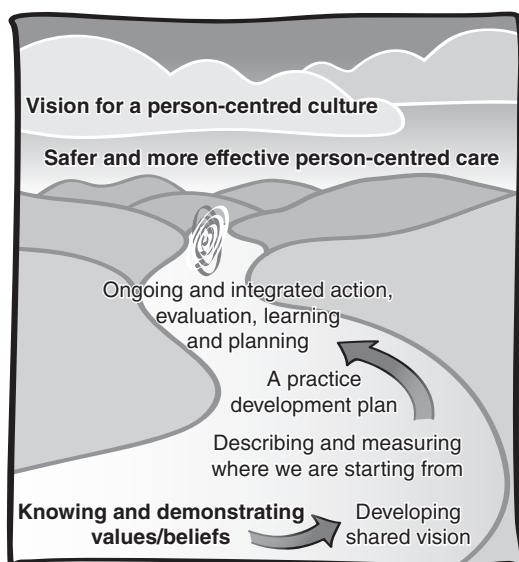 Vision for a person-centred culture
Safer and more effective person-centred care
Ongoing and integrated action,
evaluation, learning
and planning
A practice
development plan
Describing and measuring
where we are starting from
Knowing and demonstrating
values/beliefs
Developing
shared vision